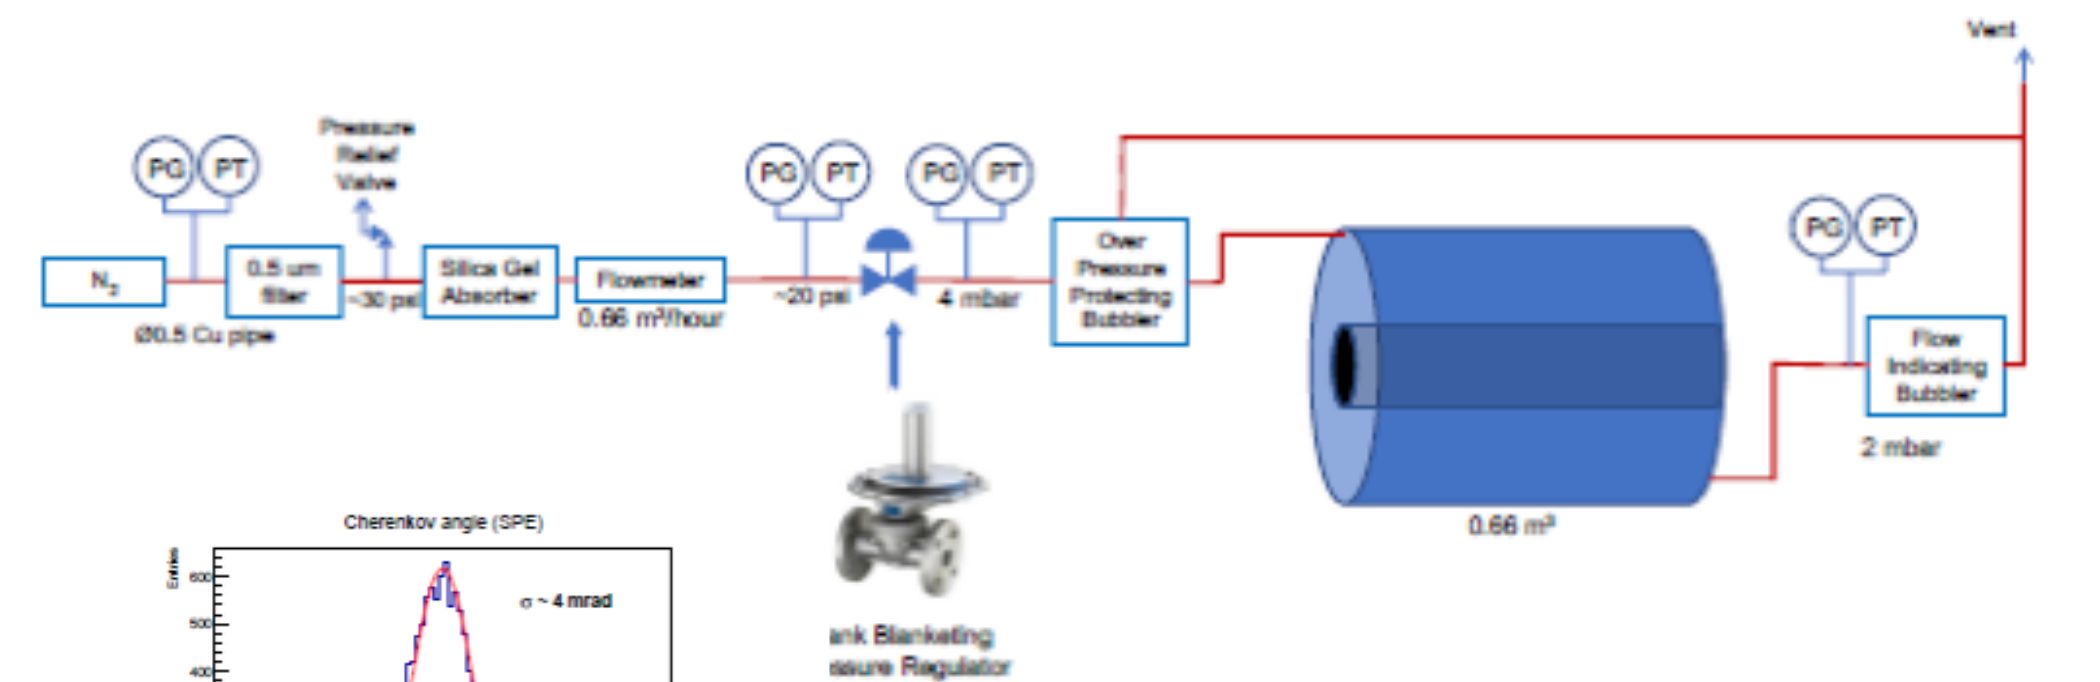 Vent
Pressure
Relief
Valve
PG PT
PG PT
PG PT
PG PT
N2
0.5 um
filter
~30 psi
Silica Gel
Absorber
Flowmeter
0.66 m³/hour
~20 psi
4 mbar
Over
Pressure
Protecting
Bubbler
Flow
Indicating
Bubbler
2 mbar
Ø0.5 Cu pipe
0.66 m³
Cherenkov angle (SPE)
Entries
600
500
400
σ ~ 4 mrad
ank Blanketing
ssure Regulator